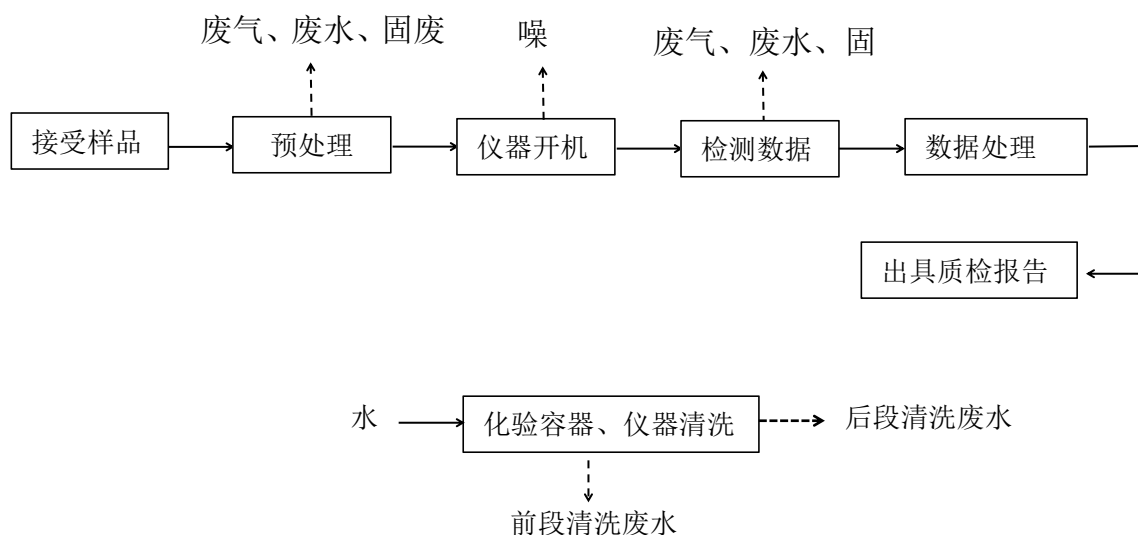 废气、废水、固废
噪
废气、废水、固
接受样品
预处理
仪器开机
检测数据
数据处理
出具质检报告
水
化验容器、仪器清洗
后段清洗废水
前段清洗废水